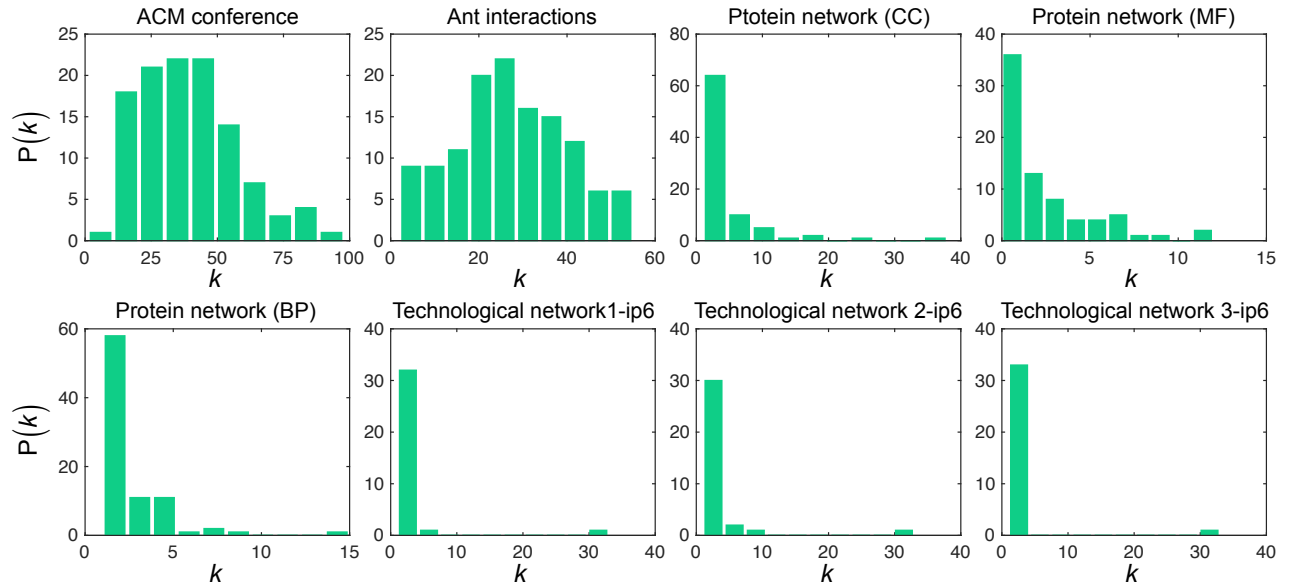 ACM conference
Ant interactions
Ptotein network (CC)
Protein network (MF)
25
20
15
10
5
0
P(k)
0 25 50 75 100
k
25
20
15
10
5
0
0 20 40 60
k
80
60
40
20
0
0 10 20 30 40
k
40
30
20
10
0
0 5 10 15
k
Protein network (BP)
Technological network1-ip6
Technological network 2-ip6
Technological network 3-ip6
60
40
20
0
P(k)
0 5 10 15
k
40
30
20
10
0
0 10 20 30 40
k
40
30
20
10
0
0 10 20 30 40
k
40
30
20
10
0
0 10 20 30 40
k